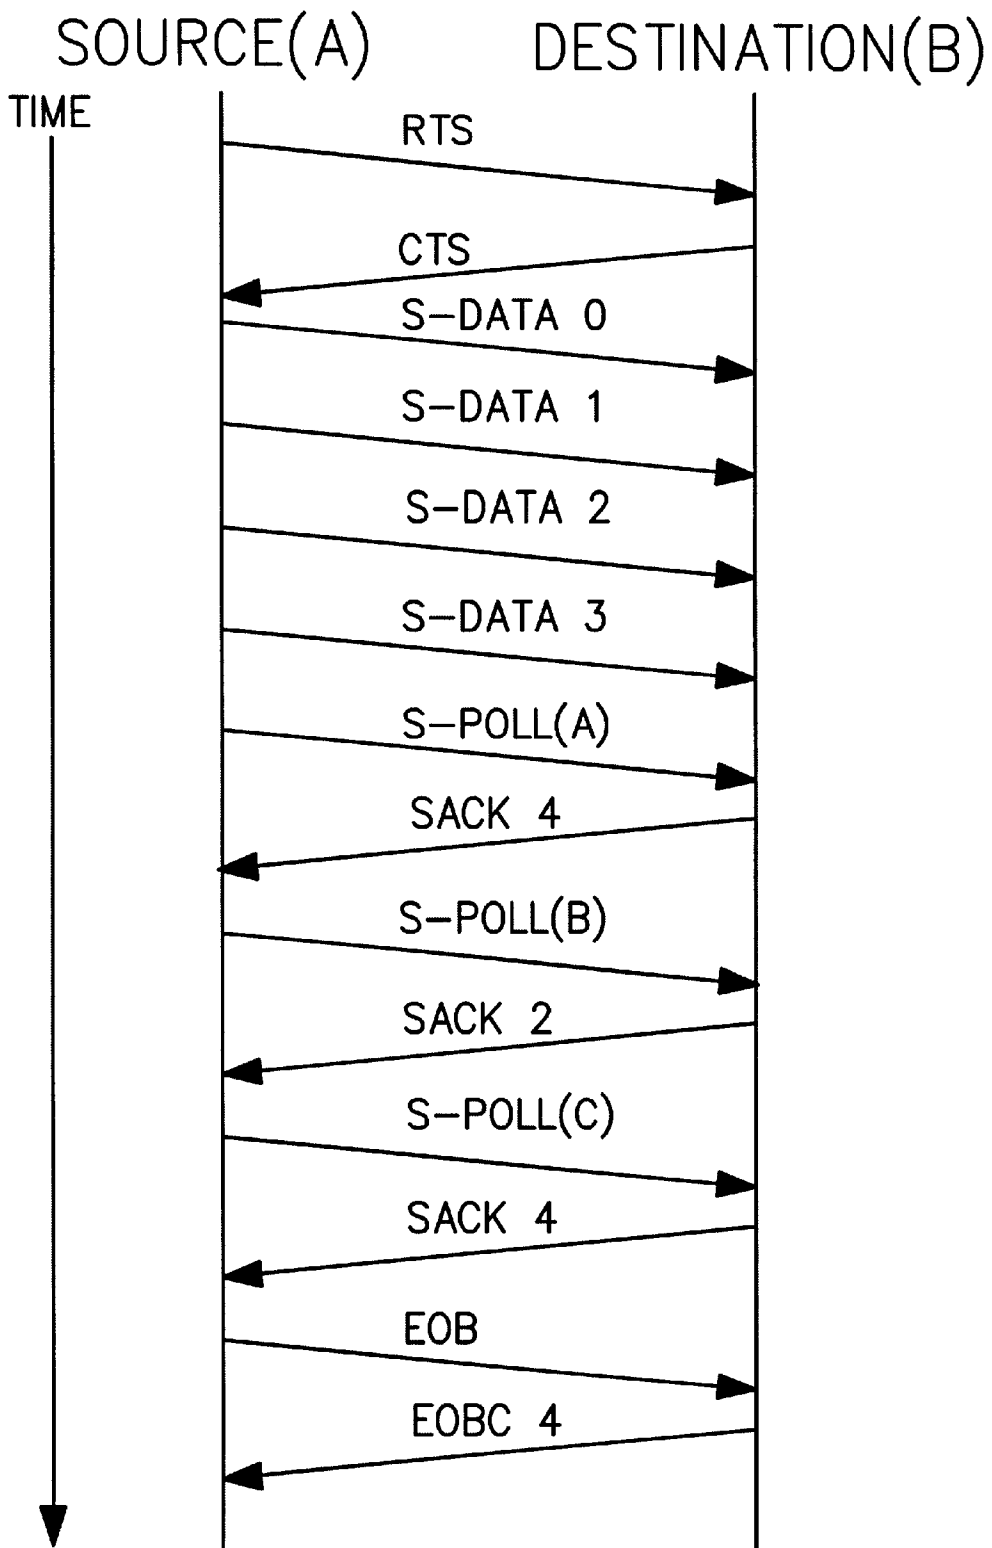 SOURCE(A) DESTINATION(B)
TIME
RTS
CTS
S-DATA 0
S-DATA 1
S-DATA 2
S-DATA 3
S-POLL(A)
SACK 4
S-POLL(B)
SACK 2
S-POLL(C)
SACK 4
EOB
EOBC 4